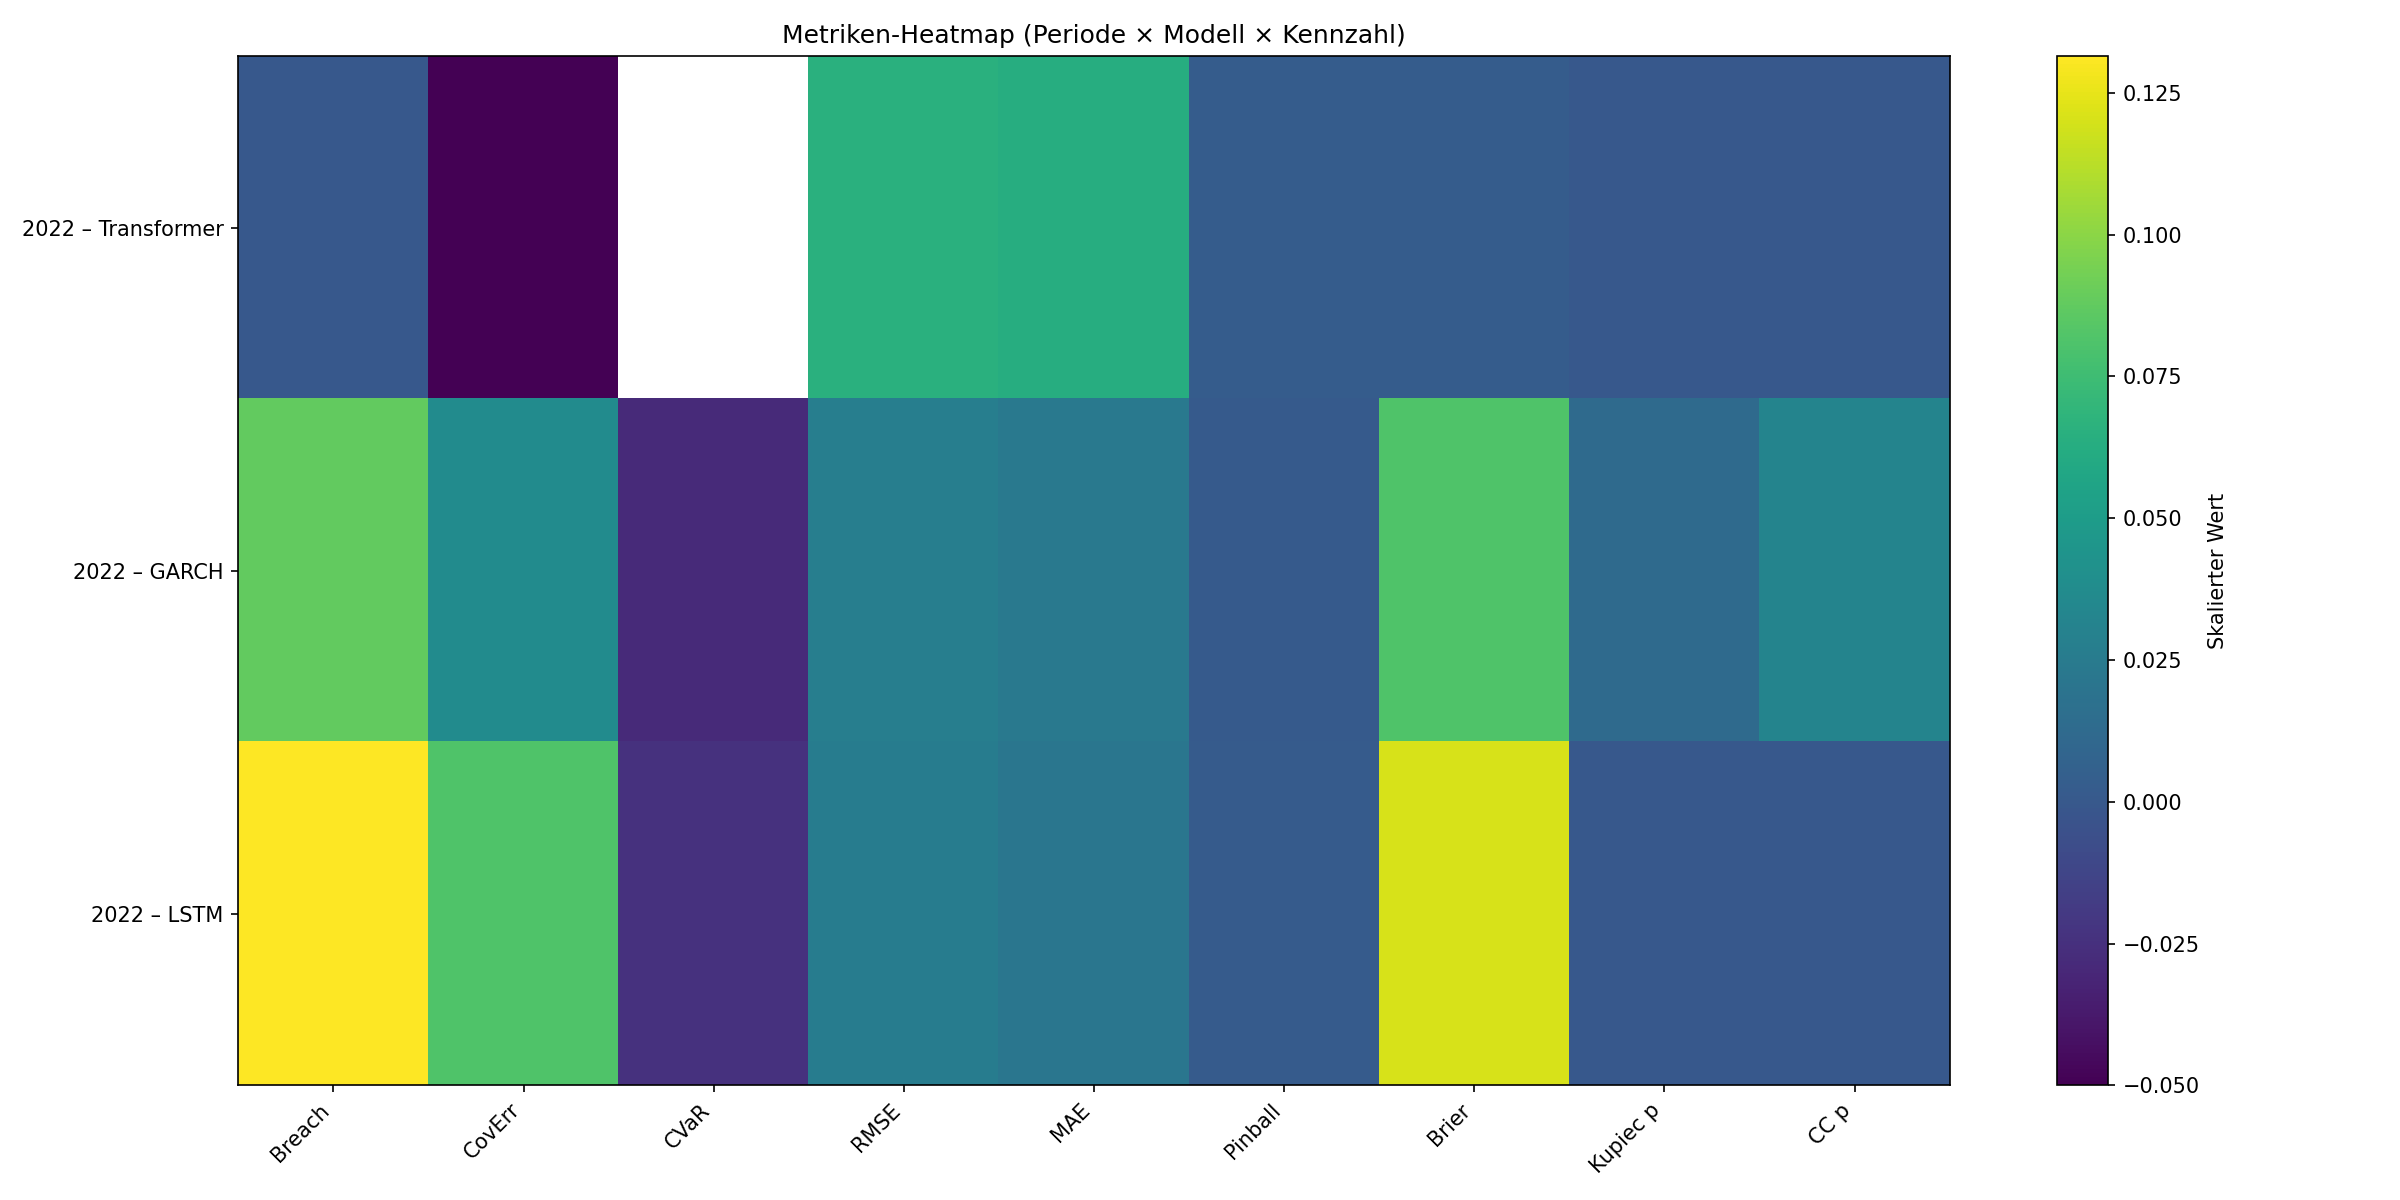 Metriken-Heatmap (Periode × Modell × Kennzahl)
2022 – Transformer
2022 – GARCH
2022 – LSTM
Breach
CovErr
CVaR
RMSE
MAE
Pinball
Brier
Kupiec p
CC p
0.125
0.100
0.075
0.050
0.025
0.000
−0.025
−0.050
Skalierter Wert